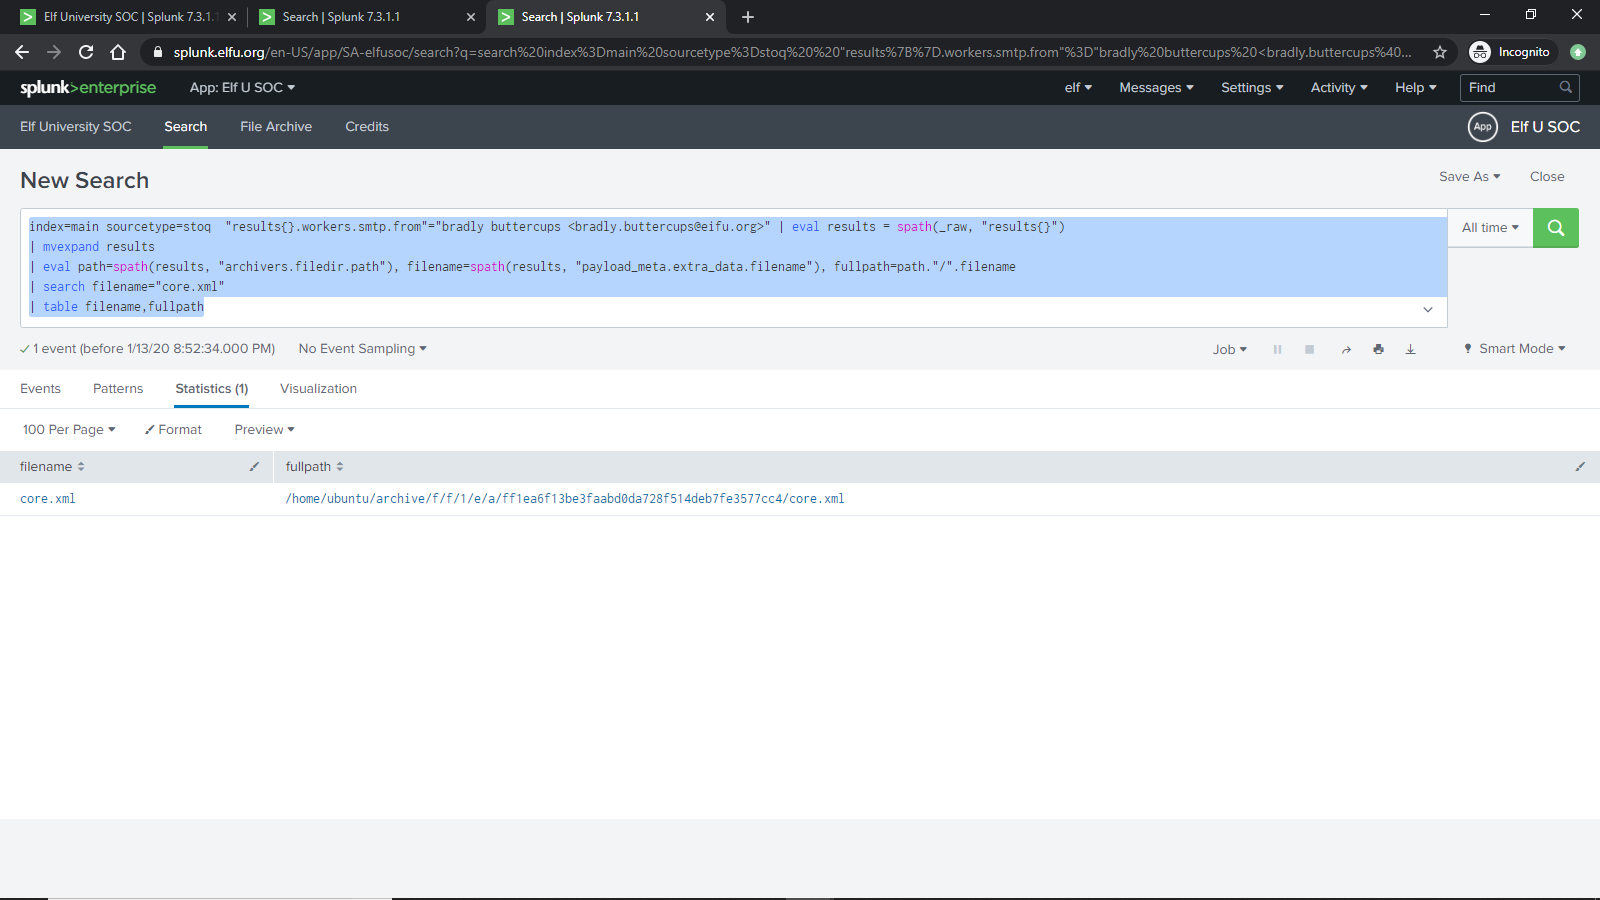 Elf University SOC | Splunk 7.3.1.1
Search | Splunk 7.3.1.1
Search | Splunk 7.3.1.1
splunk.elfu.org/en-US/app/SA-elfusoc/search?q=search%20index%3Dmain%20sourcetype%3Dstoq%20%20"results%7B%7D.workers.smtp.from"%3D"bradly%20buttercups%20<bradly.buttercups%40...
Incognito
splunk>enterprise
App: Elf U SOC
elf
Messages
Settings
Activity
Help
Find
Elf University SOC
Search
File Archive
Credits
App
Elf U SOC
New Search
Save As
Close
index=main sourcetype=stoq  "results{}.workers.smtp.from"="bradly buttercups <bradly.buttercups@eifu.org>" | eval results = spath(_raw, "results{}")
| mvexpand results
| eval path=spath(results, "archivers.filedir.path"), filename=spath(results, "payload_meta.extra_data.filename"), fullpath=path."/".filename
| search filename="core.xml"
| table filename,fullpath
All time
1 event (before 1/13/20 8:52:34.000 PM)
No Event Sampling
Job
Smart Mode
Events
Patterns
Statistics (1)
Visualization
100 Per Page
Format
Preview
filename
fullpath
core.xml
/home/ubuntu/archive/f/f/1/e/a/ff1ea6f13be3faabd0da728f514deb7fe3577cc4/core.xml